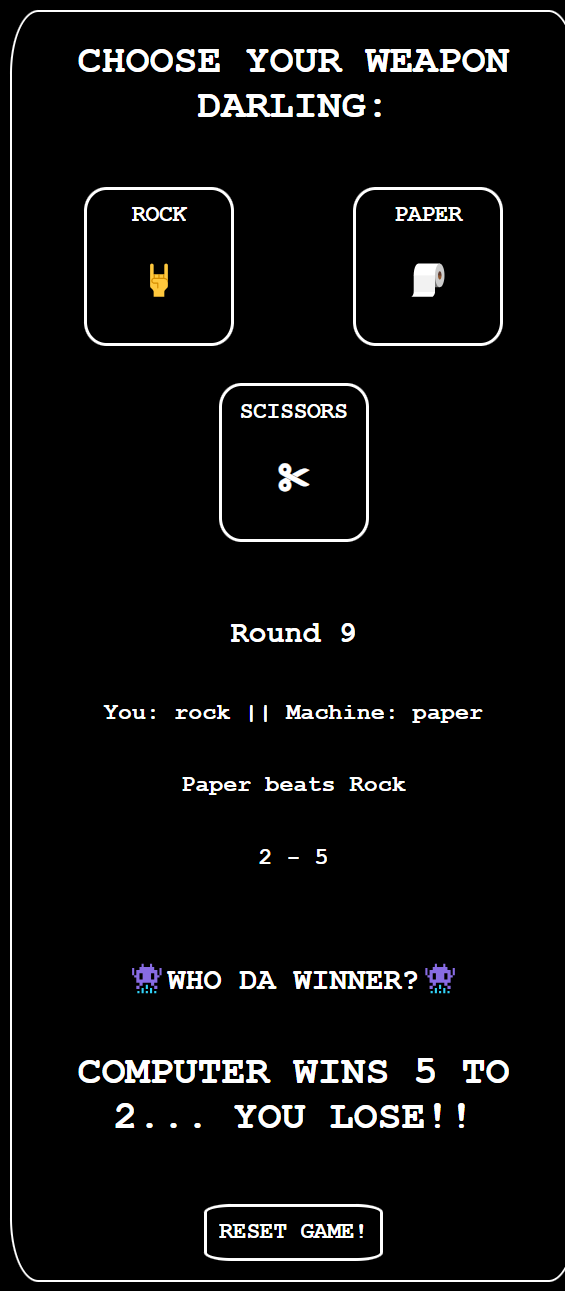 CHOOSE YOUR WEAPON
DARLING:
ROCK
PAPER
SCISSORS
Round 9
You: rock || Machine: paper
Paper beats Rock
2 - 5
WHO DA WINNER?
COMPUTER WINS 5 TO
2... YOU LOSE!!
RESET GAME!